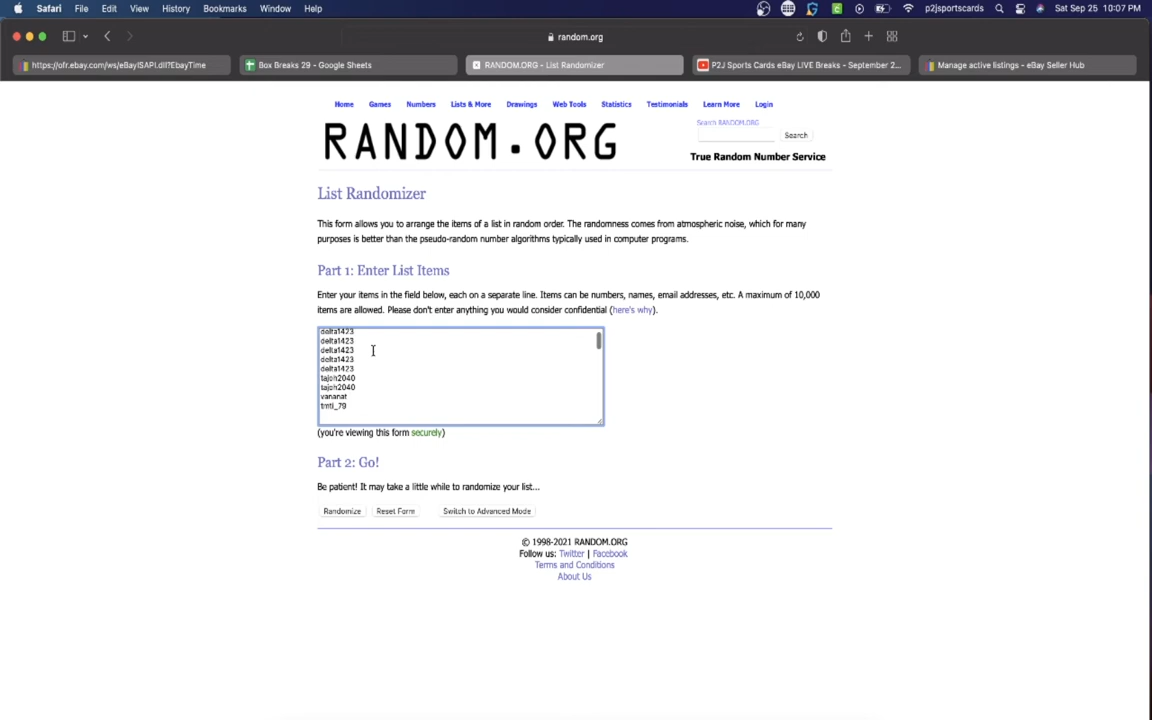 Safari File Edit View History Bookmarks Window Help p2jsportscards Sat Sep 25 10:07 PM
random.org
https://ofr.ebay.com/ws/eBayISAPI.dll?EbayTime Box Breaks 29 - Google Sheets RANDOM.ORG - List Randomizer P2J Sports Cards eBay LIVE Breaks - September 2... Manage active listings - eBay Seller Hub
Home Games Numbers Lists & More Drawings Web Tools Statistics Testimonials Learn More Login
Search RANDOM.ORG
RANDOM.ORG
Search
True Random Number Service
List Randomizer
This form allows you to arrange the items of a list in random order. The randomness comes from atmospheric noise, which for many
purposes is better than the pseudo-random number algorithms typically used in computer programs.
Part 1: Enter List Items
Enter your items in the field below, each on a separate line. Items can be numbers, names, email addresses, etc. A maximum of 10,000
items are allowed. Please don't enter anything you would consider confidential (here's why).
delta1423
delta1423
delta1423
delta1423
delta1423
tajoh2040
tajoh2040
vananat
tmtl_79
(you're viewing this form securely)
Part 2: Go!
Be patient! It may take a little while to randomize your list...
Randomize Reset Form Switch to Advanced Mode
© 1998-2021 RANDOM.ORG
Follow us: Twitter | Facebook
Terms and Conditions
About Us